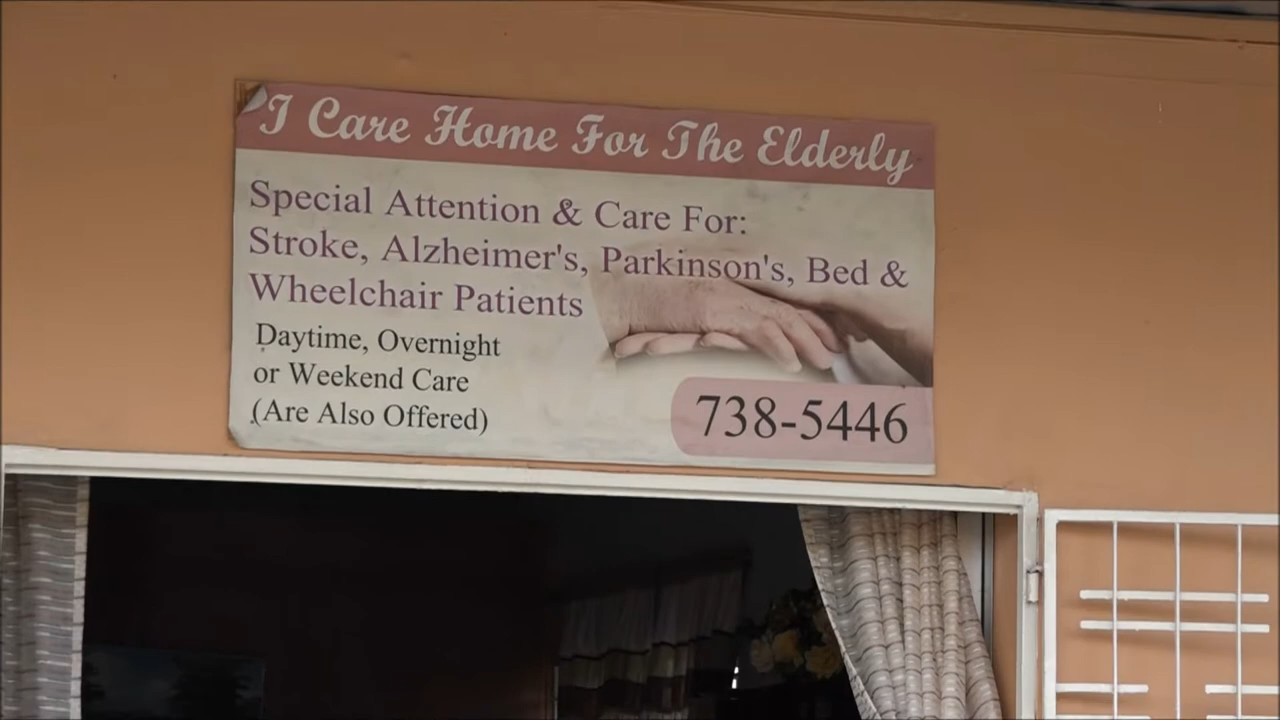 I Care Home For The Elderly
Special Attention & Care For:
Stroke, Alzheimer's, Parkinson's, Bed &
Wheelchair Patients
Daytime, Overnight
or Weekend Care
(Are Also Offered)
738-5446